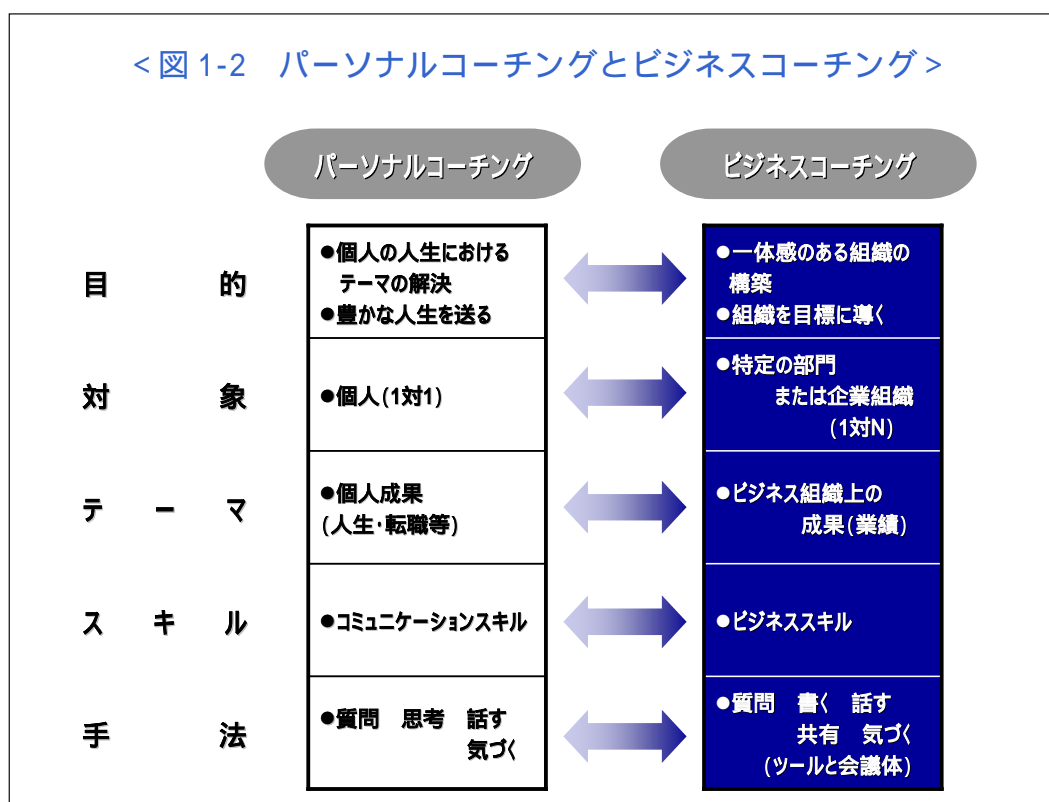 <図 1-2　パーソナルコーチングとビジネスコーチング>
パーソナルコーチング
ビジネスコーチング
目的
●個人の人生における
テーマの解決
●豊かな人生を送る
●一体感のある組織の
構築
●組織を目標に導く
対象
●個人(1対1)
●特定の部門
または企業組織
(1対N)
テーマ
●個人成果
(人生・転職等)
●ビジネス組織上の
成果(業績)
スキル
●コミュニケーションスキル
●ビジネススキル
手法
●質問　思考　話す
気づく
●質問　書く　話す
共有　気づく
(ツールと会議体)